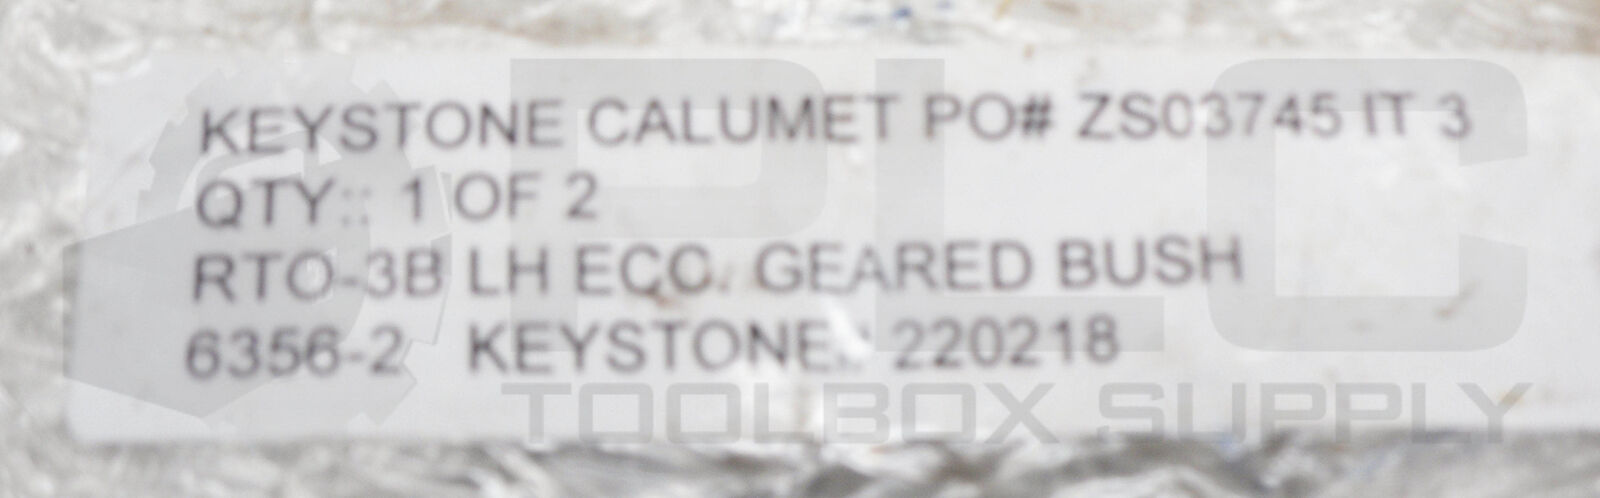 KEYSTONE CALUMET PO# ZS03745 IT 3
QTY:: 1 OF 2
RTO-3B LH ECC. GEARED BUSH
6356-2 KEYSTONE.: 220218
PLC
TOOLBOX SUPPLY